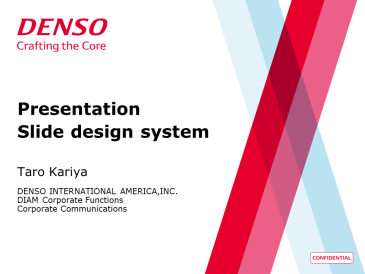 DENSO
Crafting the Core
Presentation
Slide design system
Taro Kariya
DENSO INTERNATIONAL AMERICA,INC.
DIAM Corporate Functions
Corporate Communications
CONFIDENTIAL